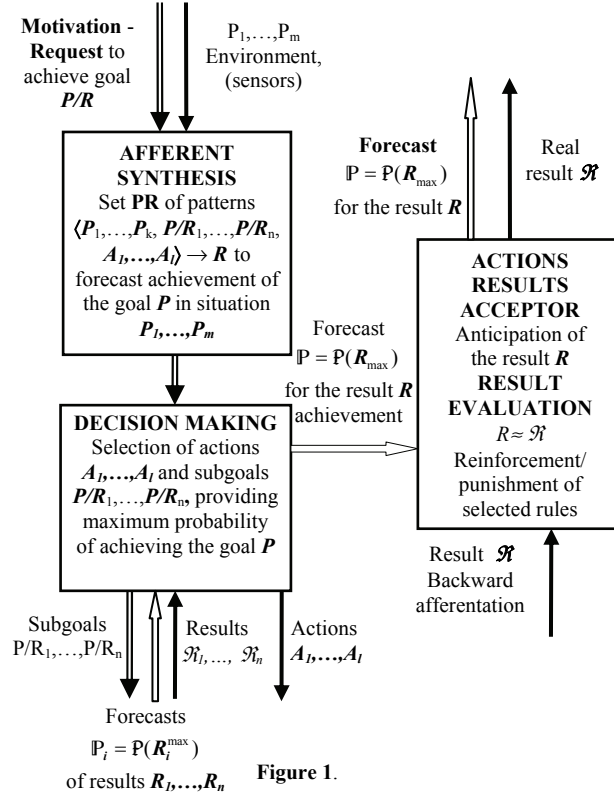 Motivation -
Request to
achieve goal
P/R
P₁,…,Pₘ
Environment,
(sensors)
AFFERENT
SYNTHESIS
Set PR of patterns
⟨P₁,…,Pₖ, P/R₁,…,P/Rₙ,
A₁,…,Aₗ⟩ → R to
forecast achievement of
the goal P in situation
P₁,…,Pₘ
Forecast
ℙ = P(Rₘₐₓ)
for the result R
achievement
DECISION MAKING
Selection of actions
A₁,…,Aₗ and subgoals
P/R₁,…,P/Rₙ, providing
maximum probability
of achieving the goal P
Subgoals
P/R₁,…,P/Rₙ
Results
ℜ₁,…, ℜₙ
Actions
A₁,…,Aₗ
Forecasts
ℙᵢ = P(Rᵢᵐᵃˣ)
of results R₁,…,Rₙ
Forecast
ℙ = P(Rₘₐₓ)
for the result R
Real
result ℜ
ACTIONS
RESULTS
ACCEPTOR
Anticipation of
the result R
RESULT
EVALUATION
R ≈ ℜ
Reinforcement/
punishment of
selected rules
Result ℜ
Backward
afferentation
Figure 1.